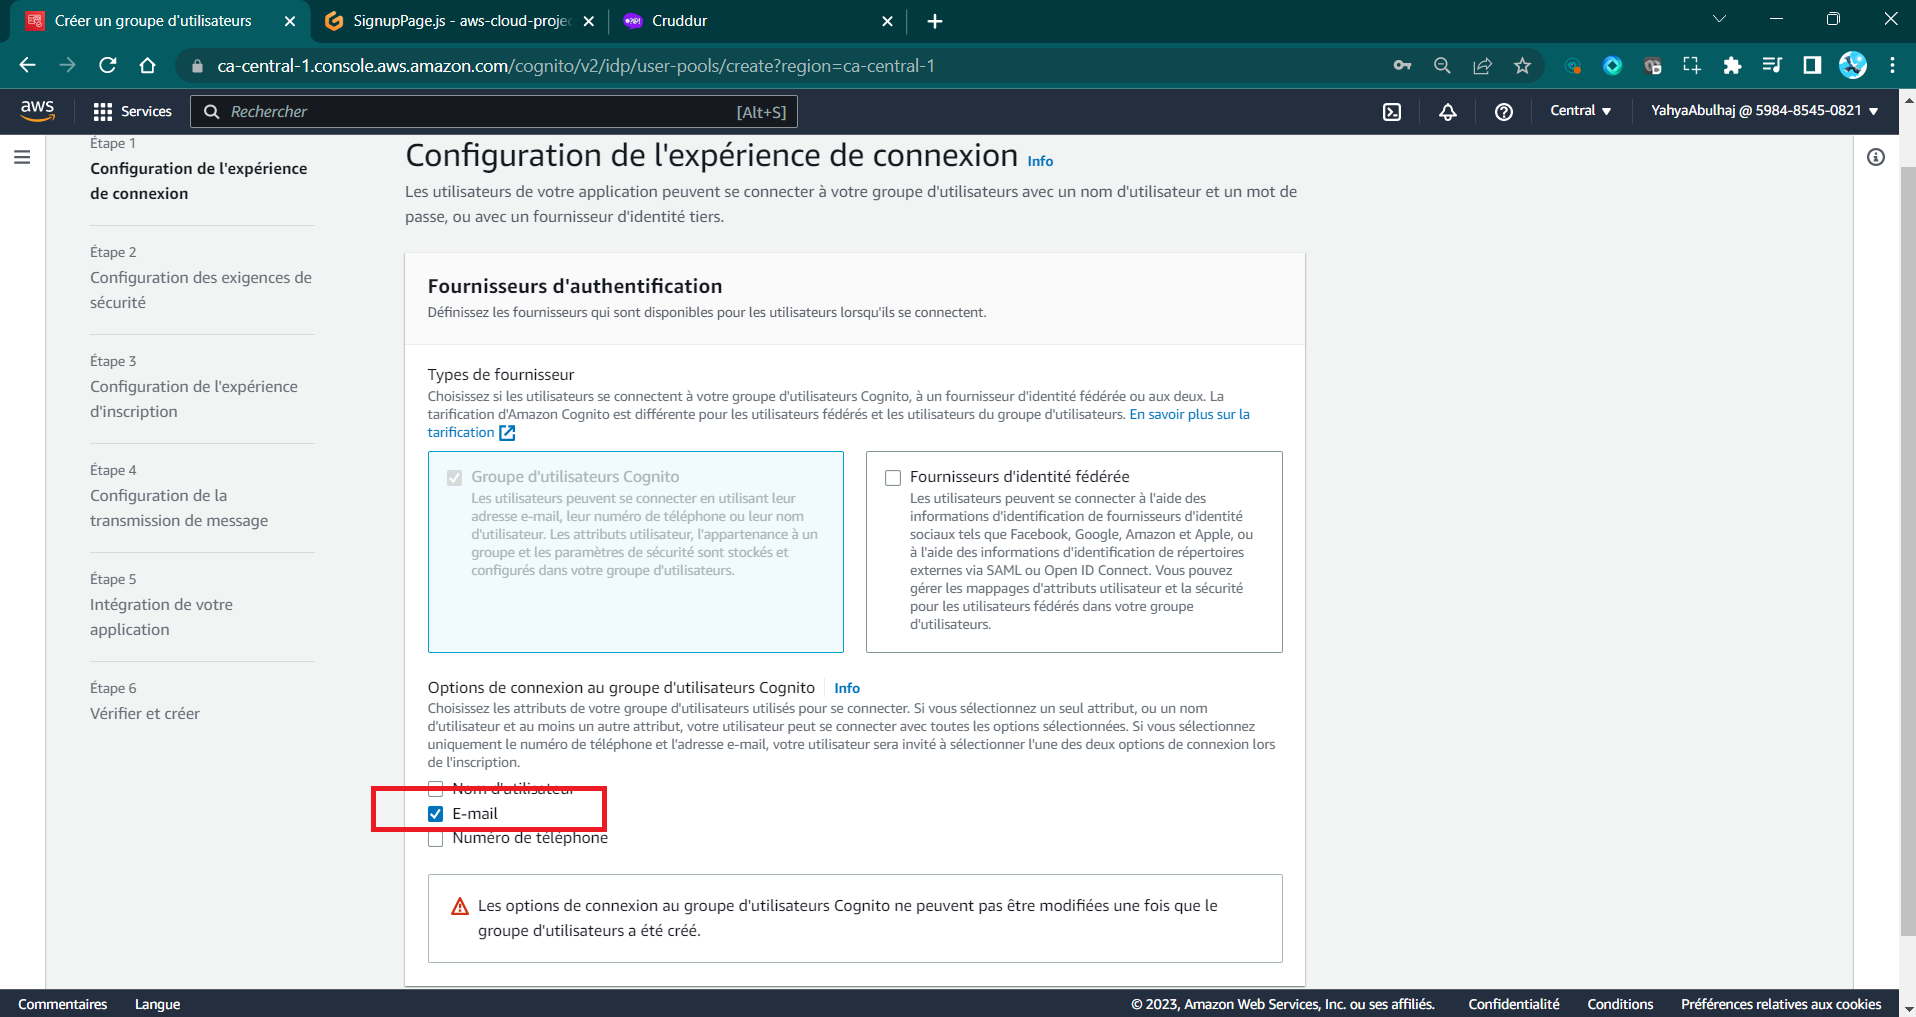 Créer un groupe d'utilisateurs
SignupPage.js - aws-cloud-projec
Cruddur
ca-central-1.console.aws.amazon.com/cognito/v2/idp/user-pools/create?region=ca-central-1
aws
Services
Rechercher
[Alt+S]
Central
YahyaAbulhaj @ 5984-8545-0821
Étape 1
Configuration de l'expérience
de connexion
Étape 2
Configuration des exigences de
sécurité
Étape 3
Configuration de l'expérience
d'inscription
Étape 4
Configuration de la
transmission de message
Étape 5
Intégration de votre
application
Étape 6
Vérifier et créer
Configuration de l'expérience de connexion Info
Les utilisateurs de votre application peuvent se connecter à votre groupe d'utilisateurs avec un nom d'utilisateur et un mot de
passe, ou avec un fournisseur d'identité tiers.
Fournisseurs d'authentification
Définissez les fournisseurs qui sont disponibles pour les utilisateurs lorsqu'ils se connectent.
Types de fournisseur
Choisissez si les utilisateurs se connectent à votre groupe d'utilisateurs Cognito, à un fournisseur d'identité fédérée ou aux deux. La
tarification d'Amazon Cognito est différente pour les utilisateurs fédérés et les utilisateurs du groupe d'utilisateurs. En savoir plus sur la
tarification
Groupe d'utilisateurs Cognito
Les utilisateurs peuvent se connecter en utilisant leur
adresse e-mail, leur numéro de téléphone ou leur nom
d'utilisateur. Les attributs utilisateur, l'appartenance à un
groupe et les paramètres de sécurité sont stockés et
configurés dans votre groupe d'utilisateurs.
Fournisseurs d'identité fédérée
Les utilisateurs peuvent se connecter à l'aide des
informations d'identification de fournisseurs d'identité
sociaux tels que Facebook, Google, Amazon et Apple, ou
à l'aide des informations d'identification de répertoires
externes via SAML ou Open ID Connect. Vous pouvez
gérer les mappages d'attributs utilisateur et la sécurité
pour les utilisateurs fédérés dans votre groupe
d'utilisateurs.
Options de connexion au groupe d'utilisateurs Cognito Info
Choisissez les attributs de votre groupe d'utilisateurs utilisés pour se connecter. Si vous sélectionnez un seul attribut, ou un nom
d'utilisateur et au moins un autre attribut, votre utilisateur peut se connecter avec toutes les options sélectionnées. Si vous sélectionnez
uniquement le numéro de téléphone et l'adresse e-mail, votre utilisateur sera invité à sélectionner l'une des deux options de connexion lors
de l'inscription.
Nom d'utilisateur
E-mail
Numéro de téléphone
Les options de connexion au groupe d'utilisateurs Cognito ne peuvent pas être modifiées une fois que le
groupe d'utilisateurs a été créé.
Commentaires
Langue
© 2023, Amazon Web Services, Inc. ou ses affiliés.
Confidentialité
Conditions
Préférences relatives aux cookies